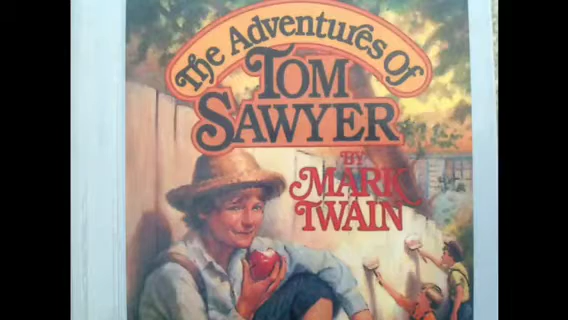 The Adventures Of
TOM
SAWYER
BY
MARK
TWAIN